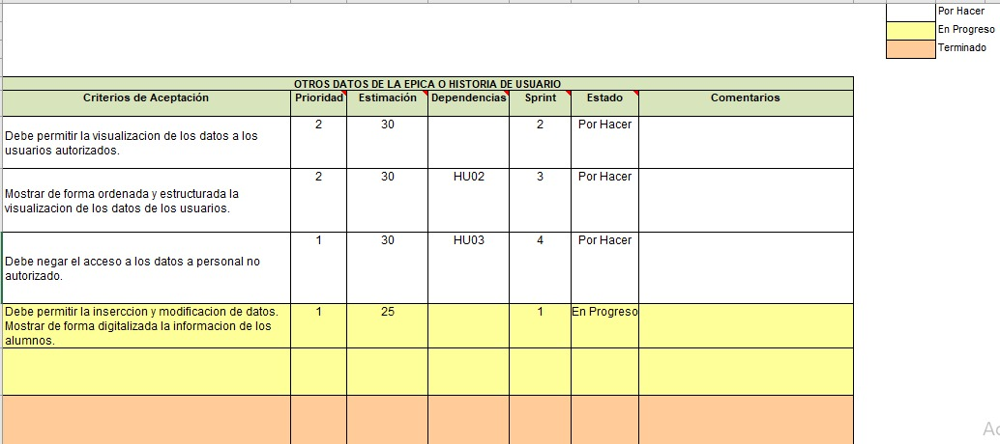 Por Hacer
En Progreso
Terminado
OTROS DATOS DE LA EPICA O HISTORIA DE USUARIO
Criterios de Aceptación Prioridad Estimación Dependencias Sprint Estado Comentarios
2 30 2 Por Hacer
Debe permitir la visualizacion de los datos a los
usuarios autorizados.
2 30 HU02 3 Por Hacer
Mostrar de forma ordenada y estructurada la
visualizacion de los datos de los usuarios.
1 30 HU03 4 Por Hacer
Debe negar el acceso a los datos a personal no
autorizado.
Debe permitir la inserccion y modificacion de datos. 1 25 1 En Progreso
Mostrar de forma digitalizada la informacion de los
alumnos.